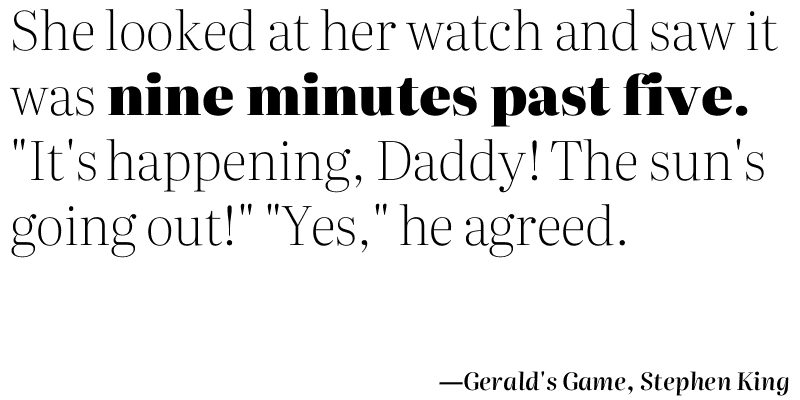 She looked at her watch and saw it
was nine minutes past five.
"It's happening, Daddy! The sun's
going out!" "Yes," he agreed.
—Gerald's Game, Stephen King